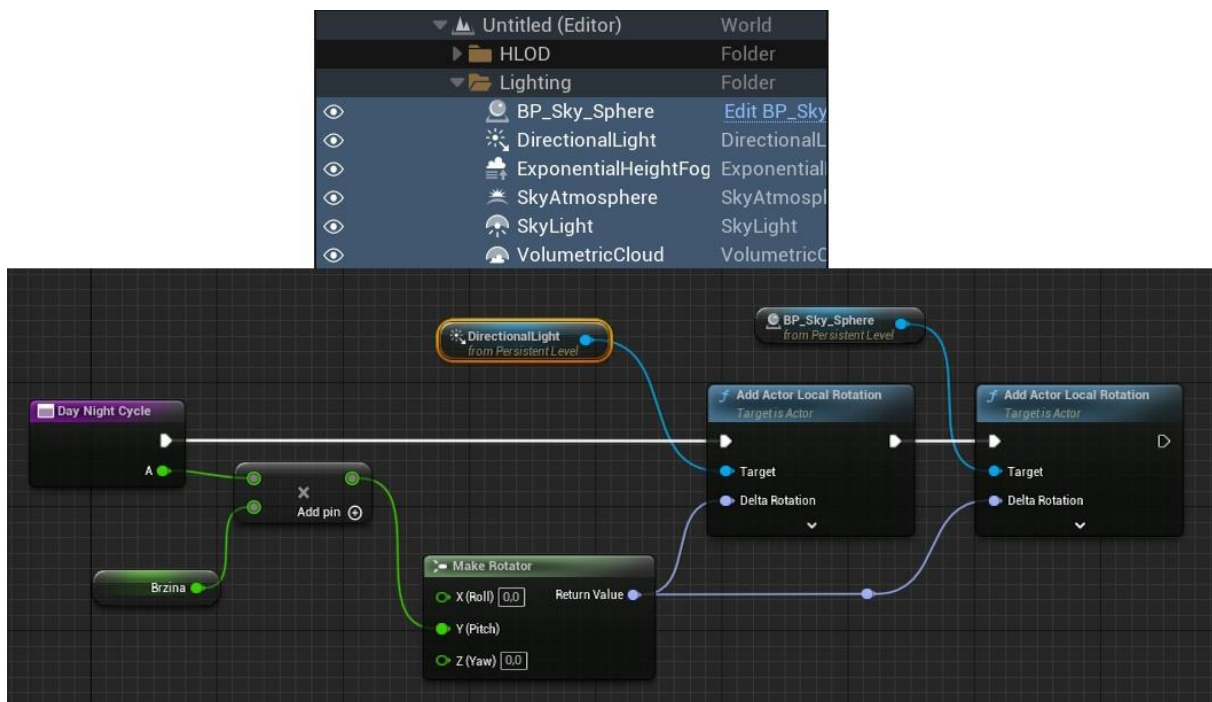 Untitled (Editor) World
HLOD Folder
Lighting Folder
BP_Sky_Sphere Edit BP_Sky
DirectionalLight DirectionalL
ExponentialHeightFog Exponential
SkyAtmosphere SkyAtmosp
SkyLight SkyLight
VolumetricCloud VolumetricC
DirectionalLight
from Persistent Level
BP_Sky_Sphere
from Persistent Level
Day Night Cycle
A
Add pin
Brzina
Make Rotator
X (Roll) 0,0 Return Value
Y (Pitch)
Z (Yaw) 0,0
f Add Actor Local Rotation
Target is Actor
Target
Delta Rotation
f Add Actor Local Rotation
Target is Actor
Target
Delta Rotation